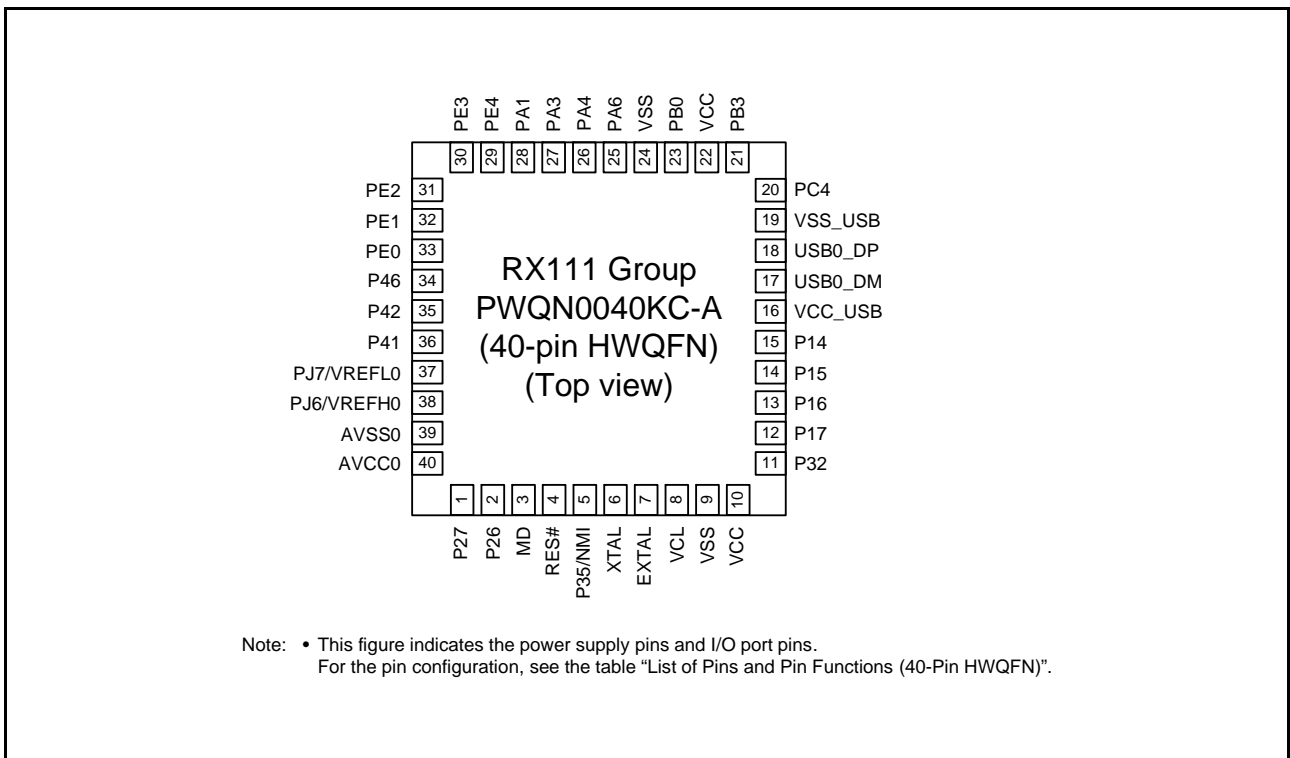 PE3 PE4 PA1 PA3 PA4 PA6 VSS PB0 VCC PB3
30 29 28 27 26 25 24 23 22 21
PE2 31
PE1 32
PE0 33
P46 34
P42 35
P41 36
PJ7/VREFL0 37
PJ6/VREFH0 38
AVSS0 39
AVCC0 40
RX111 Group
PWQN0040KC-A
(40-pin HWQFN)
(Top view)
20 PC4
19 VSS_USB
18 USB0_DP
17 USB0_DM
16 VCC_USB
15 P14
14 P15
13 P16
12 P17
11 P32
1 2 3 4 5 6 7 8 9 10
P27 P26 MD RES# P35/NMI XTAL EXTAL VCL VSS VCC
Note: • This figure indicates the power supply pins and I/O port pins.
For the pin configuration, see the table “List of Pins and Pin Functions (40-Pin HWQFN)”.